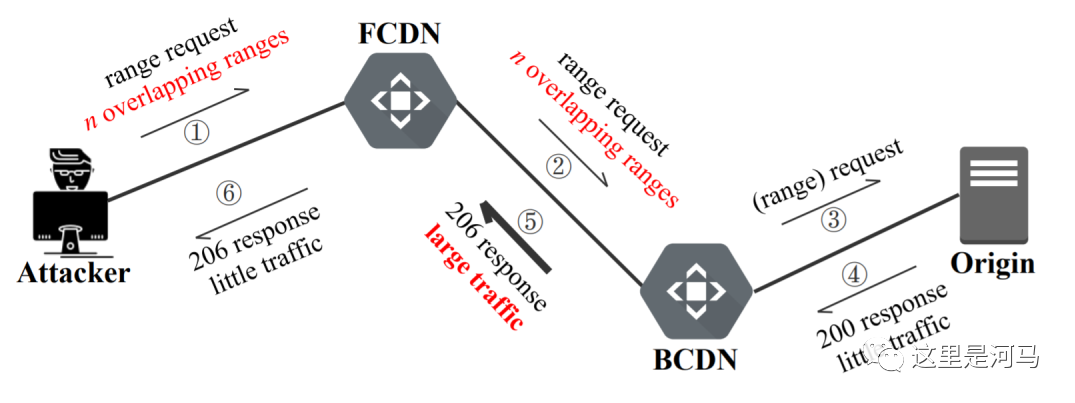 FCDN
range request
n overlapping ranges
①
range request
n overlapping ranges
②
(range) request
③
⑥
206 response
little traffic
⑤
206 response
large traffic
④
200 response
little traffic
Attacker
Origin
BCDN
这里是河马